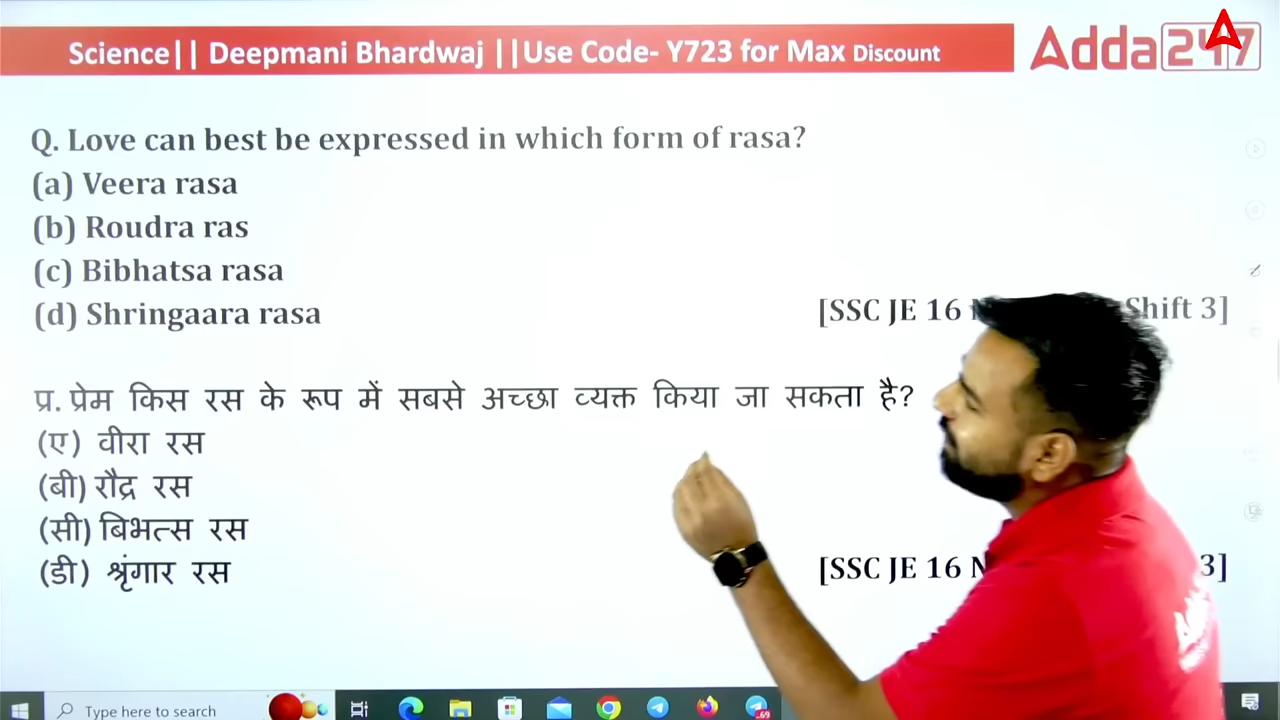 Science|| Deepmani Bhardwaj ||Use Code- Y723 for Max Discount
Adda247
Q. Love can best be expressed in which form of rasa?
(a) Veera rasa
(b) Roudra ras
(c) Bibhatsa rasa
(d) Shringaara rasa
[SSC JE 16 Shift 3]
प्र. प्रेम किस रस के रूप में सबसे अच्छा व्यक्त किया जा सकता है?
(ए) वीरा रस
(बी) रौद्र रस
(सी) बिभत्स रस
(डी) श्रृंगार रस
[SSC JE 16 3]
Type here to search
69